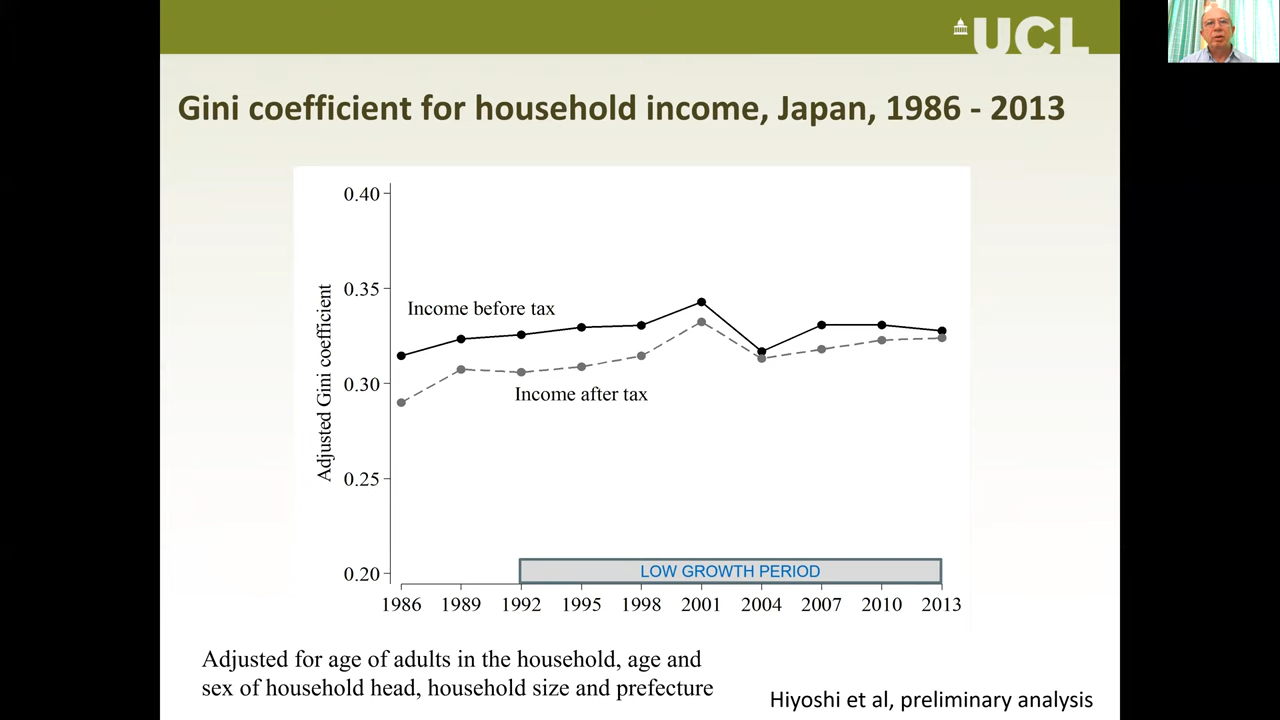 UCL
Gini coefficient for household income, Japan, 1986 - 2013
0.40
0.35
0.30
0.25
0.20
Adjusted Gini coefficient
Income before tax
Income after tax
LOW GROWTH PERIOD
1986 1989 1992 1995 1998 2001 2004 2007 2010 2013
Adjusted for age of adults in the household, age and
sex of household head, household size and prefecture
Hiyoshi et al, preliminary analysis